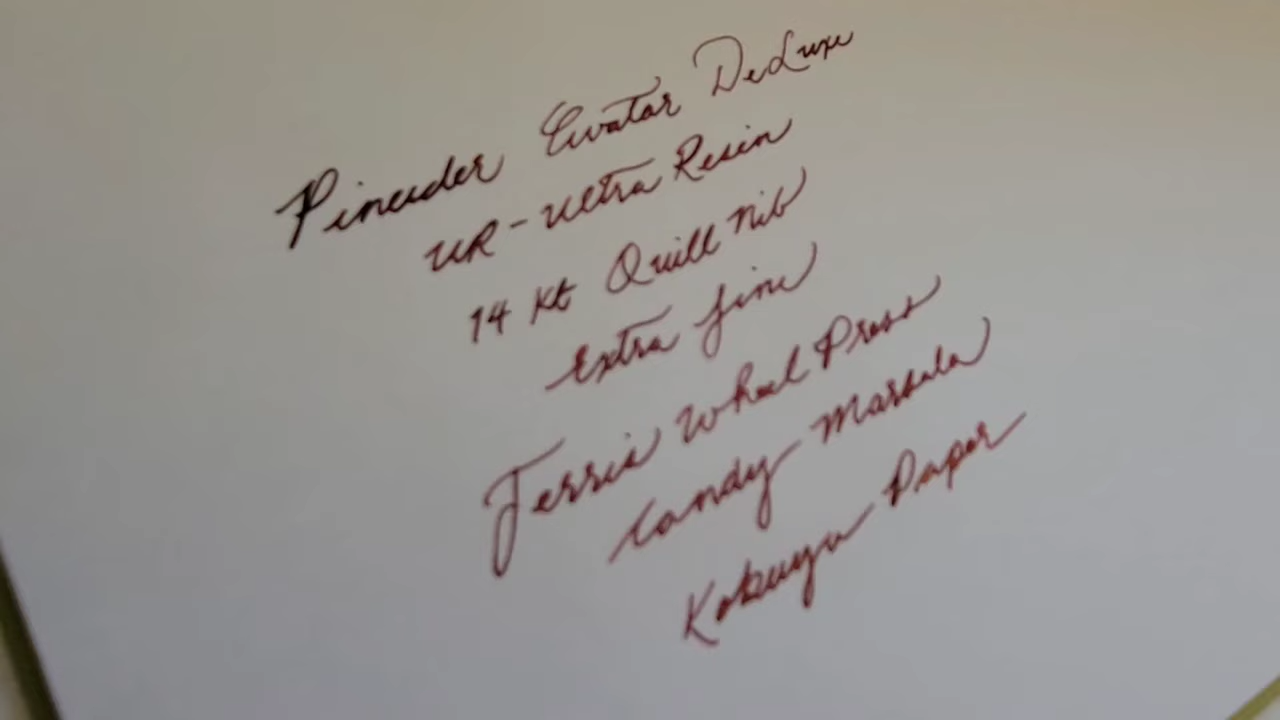 Pineider Avatar DeLuxe
UR-Ultra Resin
14 Kt Quill Nib
Extra fine
Ferris Wheel Press
Candy Marsala
Kokuyo Paper